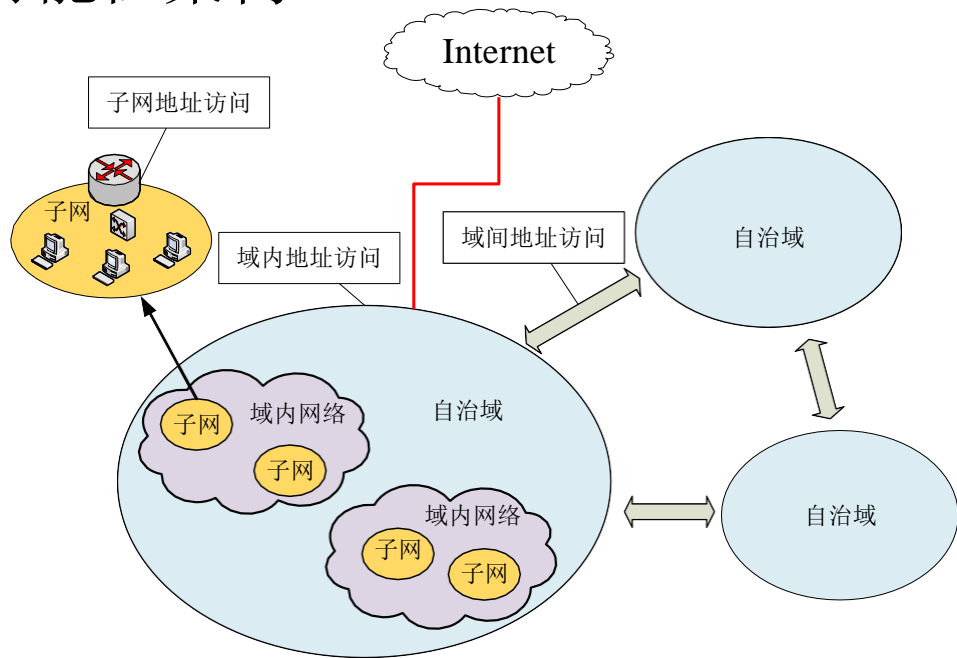 Internet
子网地址访问
子网
域内地址访问
域间地址访问
自治域
域内网络
自治域
子网
子网
域内网络
自治域
子网
子网